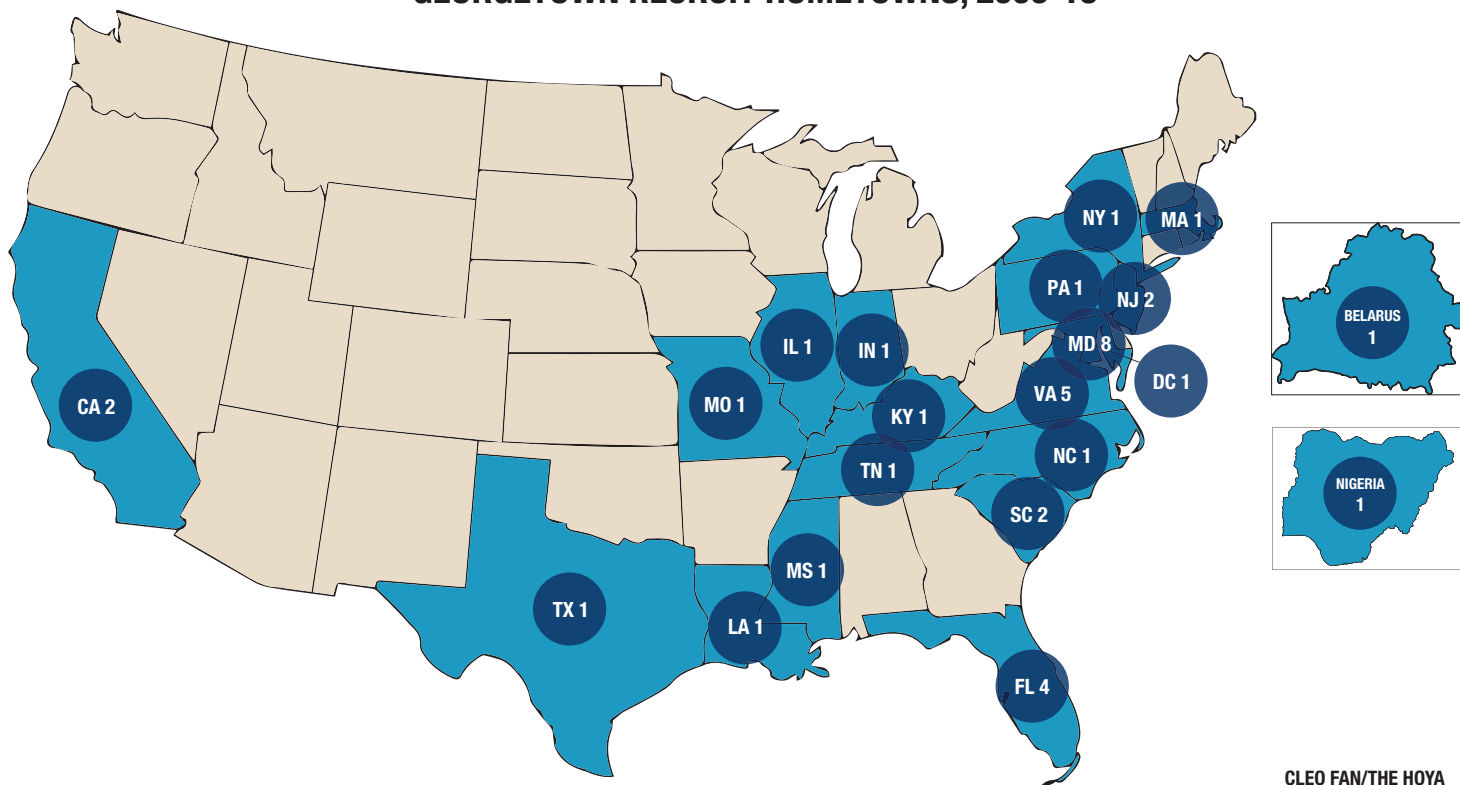 NY 1
MA 1
PA 1
NJ 2
BELARUS
1
IL 1
IN 1
MD 8
DC 1
CA 2
MO 1
KY 1
VA 5
TN 1
NC 1
NIGERIA
1
SC 2
MS 1
TX 1
LA 1
FL 4
CLEO FAN/THE HOYA